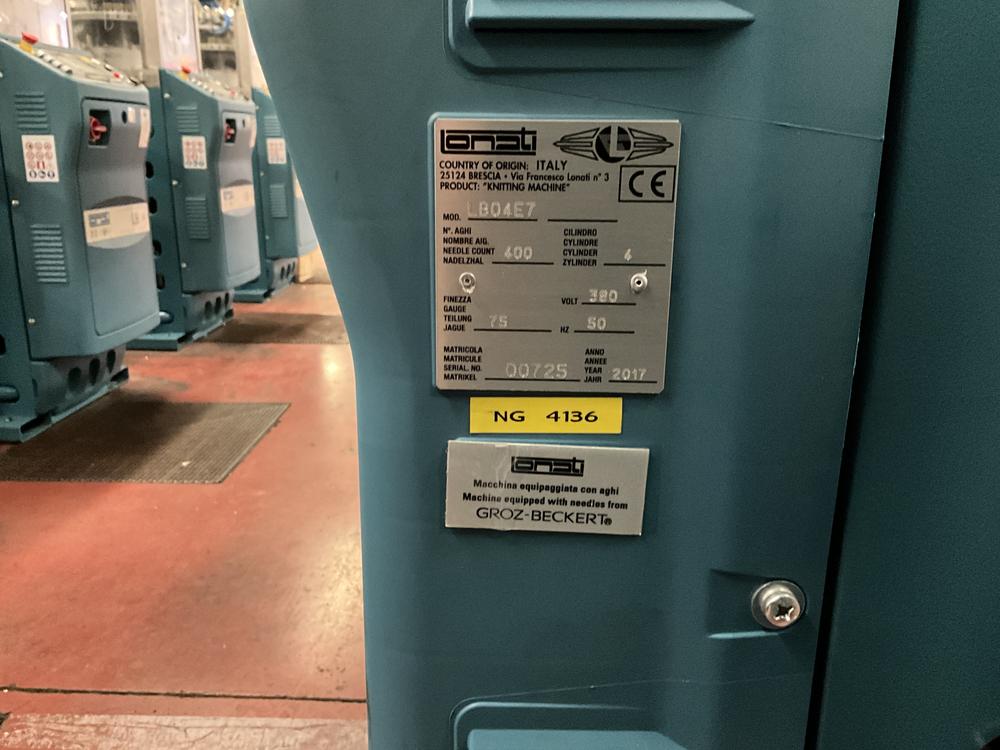 Lonati
L
COUNTRY OF ORIGIN: ITALY
25124 BRESCIA • Via Francesco Lonati n° 3
PRODUCT: "KNITTING MACHINE"
CE
MOD. LB04E7
N°. AGHI
NOMBRE AIG.
NEEDLE COUNT 400
NADELZHAL
CILINDRO
CYLINDRE
CYLINDER 4
ZYLINDER
FINEZZA
GAUGE
TEILUNG
JAGUE 75
VOLT 380
HZ 50
MATRICOLA
MATRICULE
SERIAL. NO. 00725
MATRIKEL
ANNO
ANNEE
YEAR 2017
JAHR
NG 4136
Lonati
Macchina equipaggiata con aghi
Machine equipped with needles from
GROZ-BECKERT®